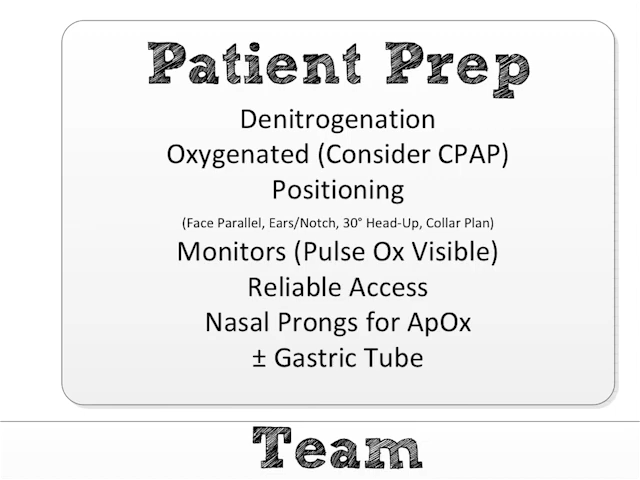 Patient Prep
Denitrogenation
Oxygenated (Consider CPAP)
Positioning
(Face Parallel, Ears/Notch, 30° Head-Up, Collar Plan)
Monitors (Pulse Ox Visible)
Reliable Access
Nasal Prongs for ApOx
± Gastric Tube
Team